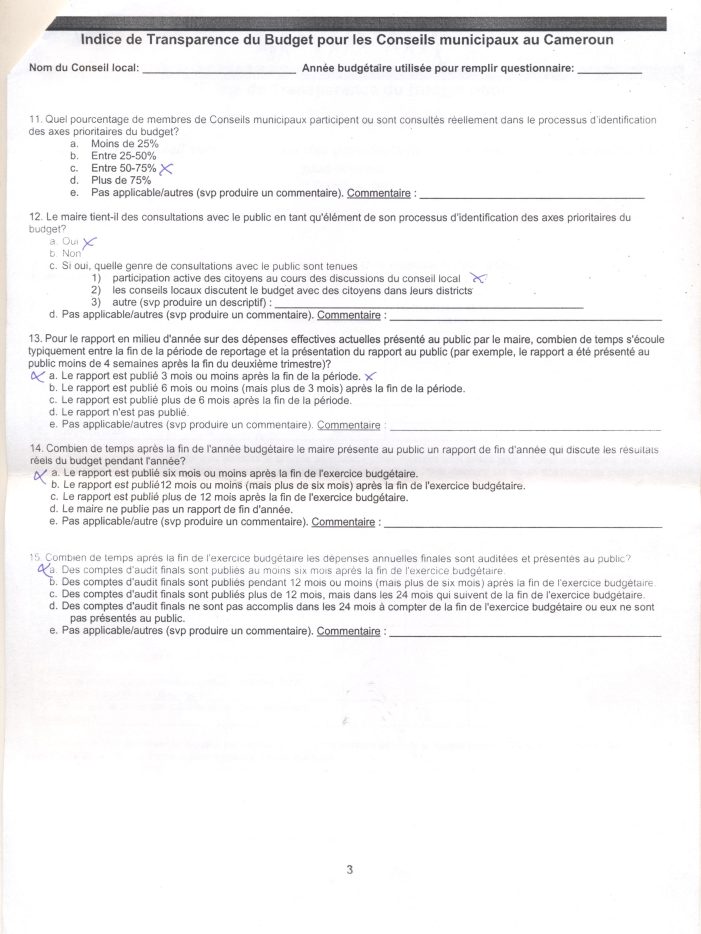 Indice de Transparence du Budget pour les Conseils municipaux au Cameroun
Nom du Conseil local: ______________________ Année budgétaire utilisée pour remplir questionnaire: __________
11. Quel pourcentage de membres de Conseils municipaux participent ou sont consultés réellement dans le processus d'identification
des axes prioritaires du budget?
a. Moins de 25%
b. Entre 25-50%
c. Entre 50-75% X
d. Plus de 75%
e. Pas applicable/autres (svp produire un commentaire). Commentaire : ______________________
12. Le maire tient-il des consultations avec le public en tant qu'élément de son processus d'identification des axes prioritaires du
budget?
a. Oui X
b. Non
c. Si oui, quelle genre de consultations avec le public sont tenues
1) participation active des citoyens au cours des discussions du conseil local X
2) les conseils locaux discutent le budget avec des citoyens dans leurs districts
3) autre (svp produire un descriptif) : ______________________
d. Pas applicable/autres (svp produire un commentaire). Commentaire : ______________________
13. Pour le rapport en milieu d'année sur des dépenses effectives actuelles présenté au public par le maire, combien de temps s'écoule
typiquement entre la fin de la période de reportage et la présentation du rapport au public (par exemple, le rapport a été présenté au
public moins de 4 semaines après la fin du deuxième trimestre)?
X a. Le rapport est publié 3 mois ou moins après la fin de la période. X
b. Le rapport est publié 6 mois ou moins (mais plus de 3 mois) après la fin de la période.
c. Le rapport est publié plus de 6 mois après la fin de la période.
d. Le rapport n'est pas publié.
e. Pas applicable/autres (svp produire un commentaire). Commentaire : ______________________
14. Combien de temps après la fin de l'année budgétaire le maire présente au public un rapport de fin d'année qui discute les résultats
réels du budget pendant l'année?
X a. Le rapport est publié six mois ou moins après la fin de l'exercice budgétaire.
b. Le rapport est publié12 mois ou moins (mais plus de six mois) après la fin de l'exercice budgétaire.
c. Le rapport est publié plus de 12 mois après la fin de l'exercice budgétaire.
d. Le maire ne publie pas un rapport de fin d'année.
e. Pas applicable/autre (svp produire un commentaire). Commentaire : ______________________
15. Combien de temps après la fin de l'exercice budgétaire les dépenses annuelles finales sont auditées et présentés au public?
X a. Des comptes d'audit finals sont publiés au moins six mois après la fin de l'exercice budgétaire.
b. Des comptes d'audit finals sont publiés pendant 12 mois ou moins (mais plus de six mois) après la fin de l'exercice budgétaire.
c. Des comptes d'audit finals sont publiés plus de 12 mois, mais dans les 24 mois qui suivent de la fin de l'exercice budgétaire.
d. Des comptes d'audit finals ne sont pas accomplis dans les 24 mois à compter de la fin de l'exercice budgétaire ou eux ne sont
pas présentés au public.
e. Pas applicable/autres (svp produire un commentaire). Commentaire : ______________________
3